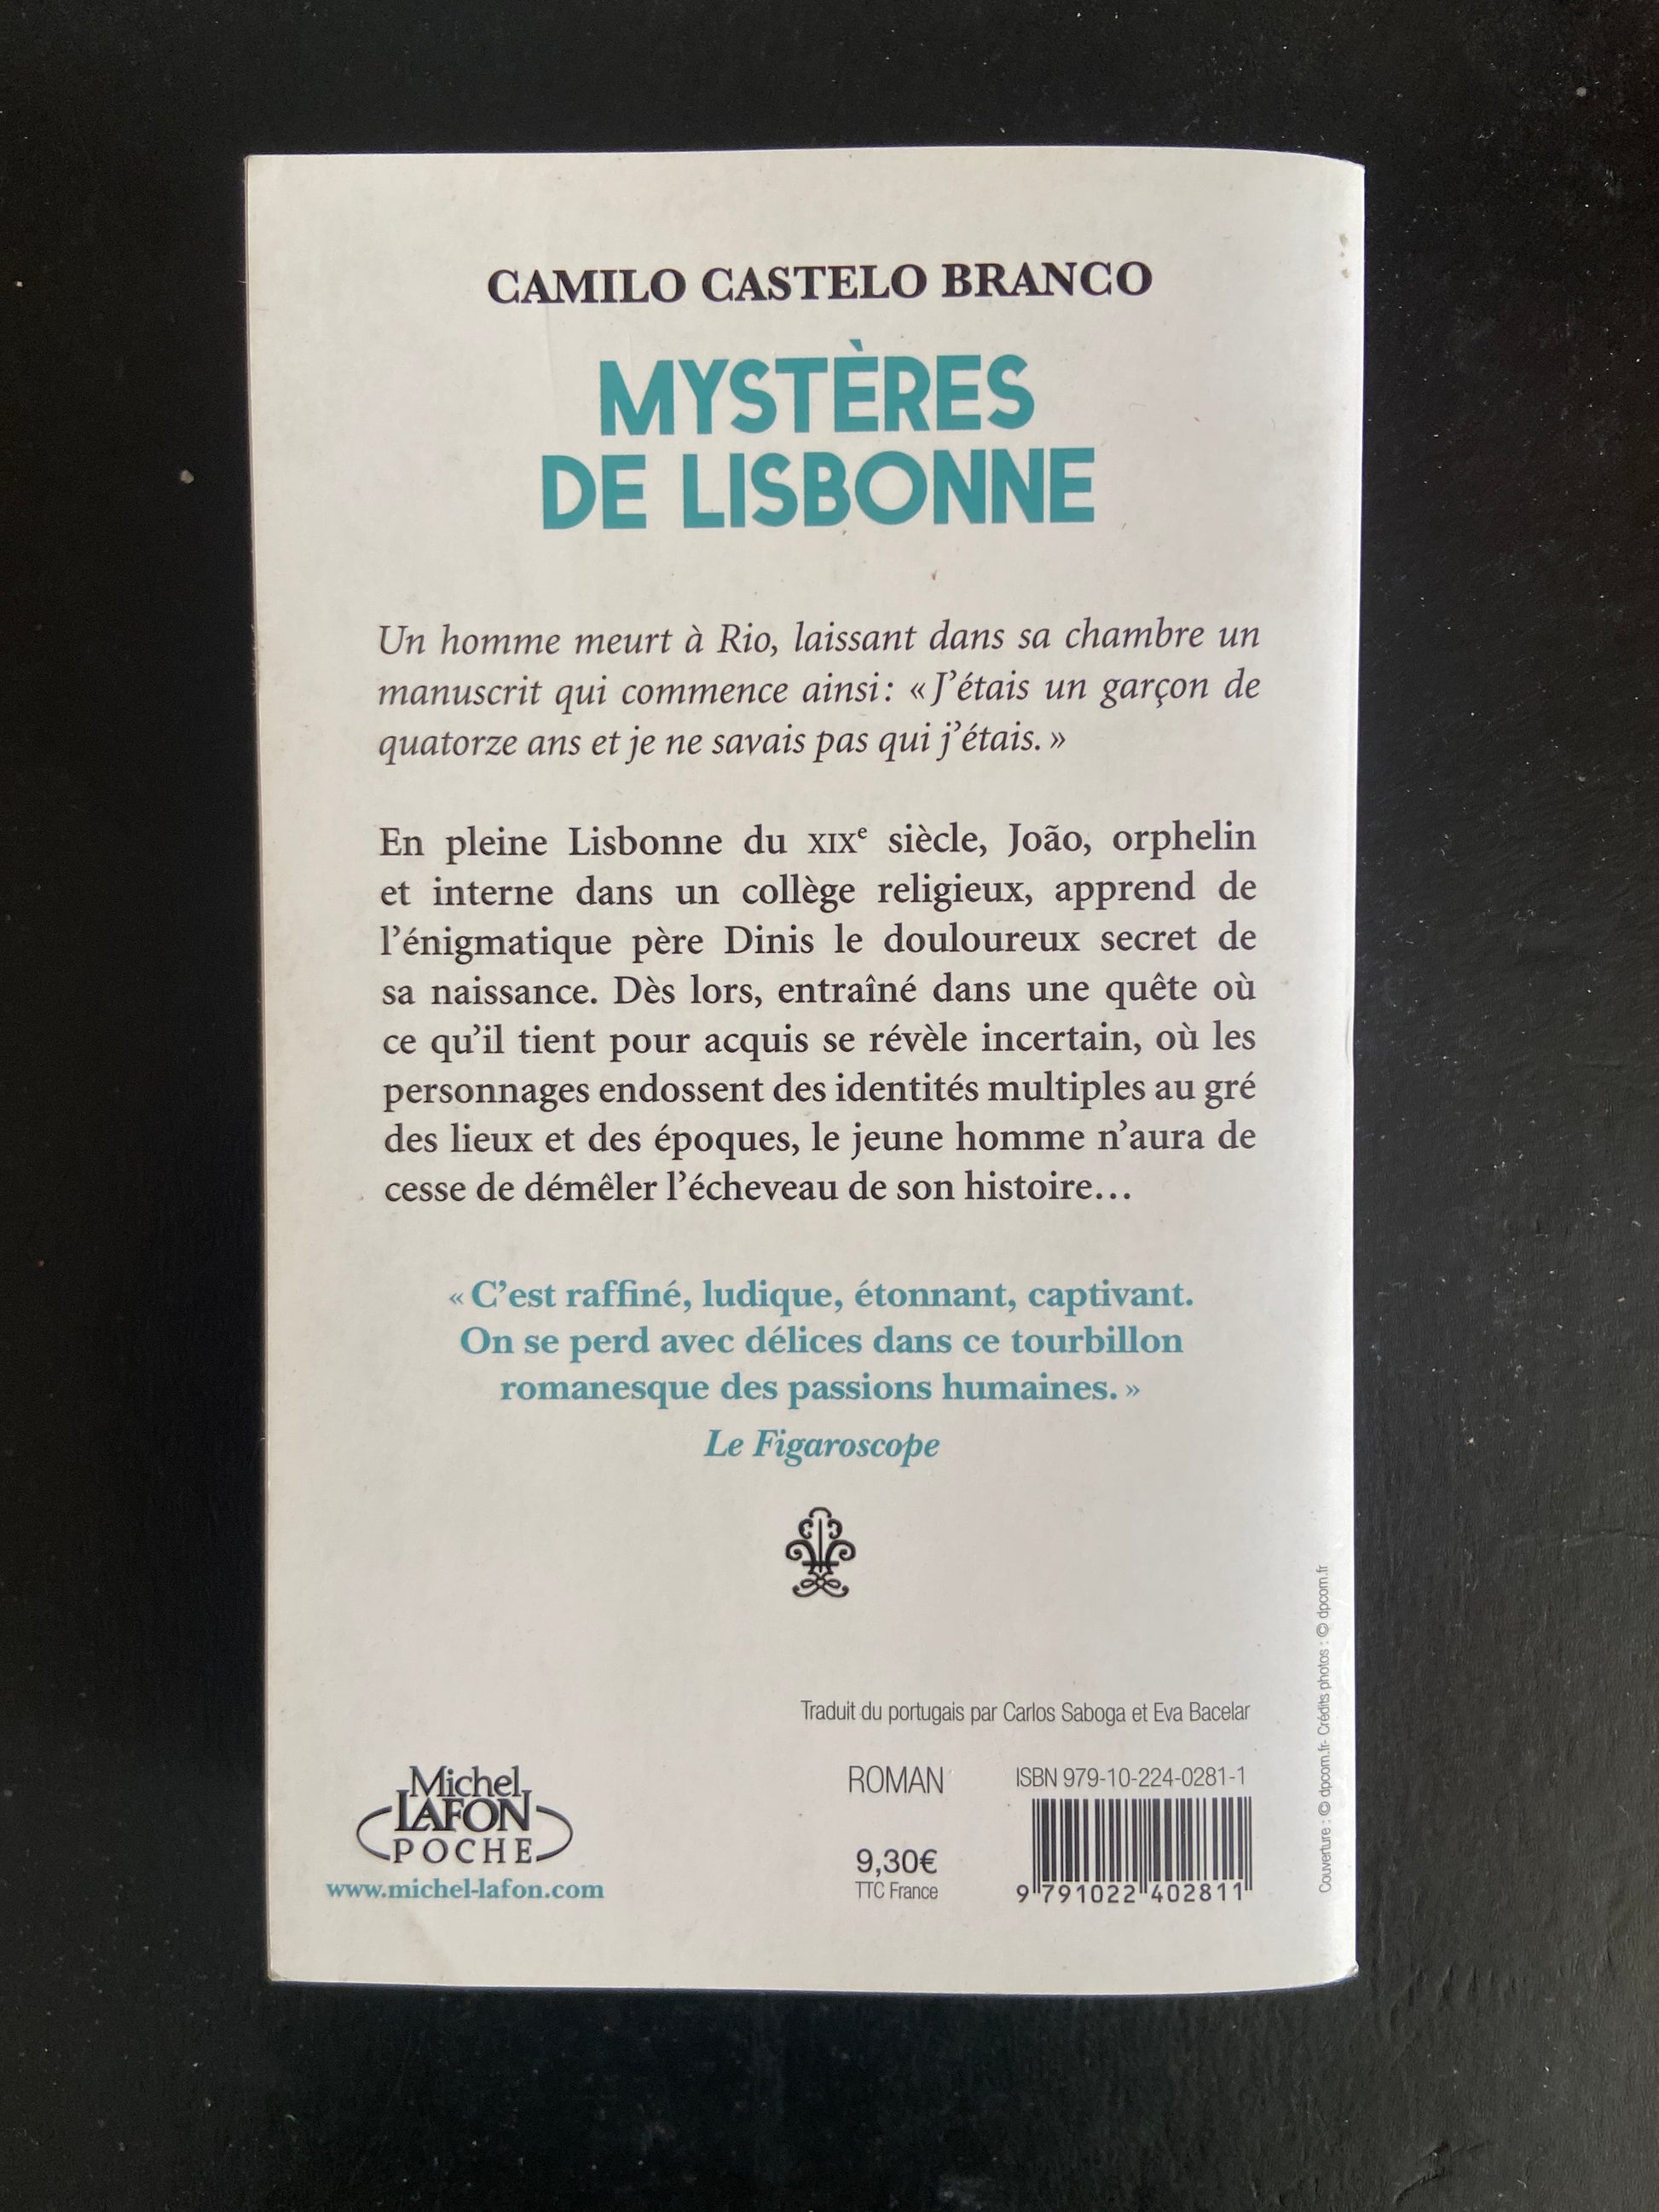 CAMILO CASTELO BRANCO
MYSTÈRES
DE LISBONNE
Un homme meurt à Rio, laissant dans sa chambre un
manuscrit qui commence ainsi : « J’étais un garçon de
quatorze ans et je ne savais pas qui j’étais. »
En pleine Lisbonne du XIXe siècle, João, orphelin
et interne dans un collège religieux, apprend de
l’énigmatique père Dinis le douloureux secret de
sa naissance. Dès lors, entraîné dans une quête où
ce qu’il tient pour acquis se révèle incertain, où les
personnages endossent des identités multiples au gré
des lieux et des époques, le jeune homme n’aura de
cesse de démêler l’écheveau de son histoire…
« C’est raffiné, ludique, étonnant, captivant.
On se perd avec délices dans ce tourbillon
romanesque des passions humaines. »
Le Figaroscope
Traduit du portugais par Carlos Saboga et Eva Bacelar
Michel
LAFON
POCHE
www.michel-lafon.com
ROMAN
9,30€
TTC France
ISBN 979-10-224-0281-1
9 791022 402811
Couverture : © dpcom.fr- Crédits photos : © dpcom.fr